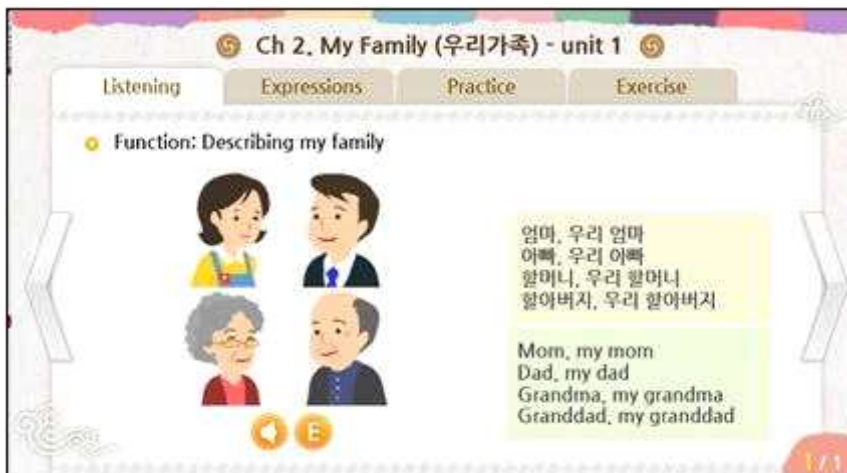 Ch 2. My Family (우리가족) - unit 1
Listening
Expressions
Practice
Exercise
Function: Describing my family
엄마, 우리 엄마
아빠, 우리 아빠
할머니, 우리 할머니
할아버지, 우리 할아버지
Mom, my mom
Dad, my dad
Grandma, my grandma
Granddad, my granddad
E
1/1